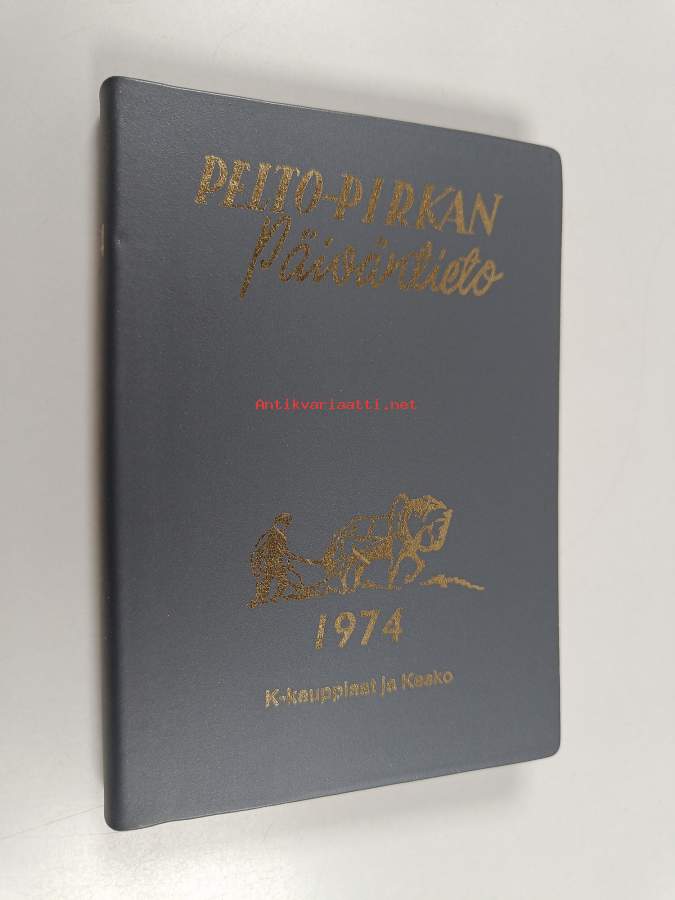 PELTO-PIRKAN
Päivätieto
Antikvariaatti.net
1974
K-kauppiaat ja Kesko